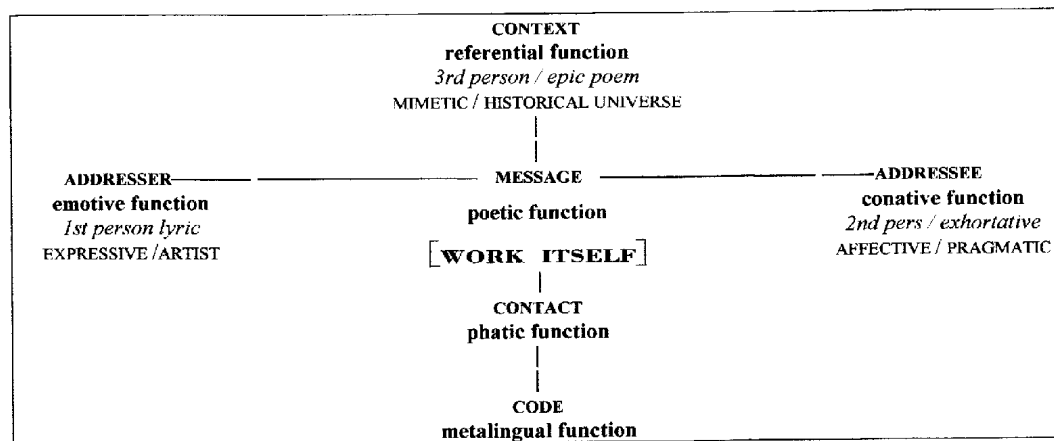 CONTEXT
referential function
3rd person / epic poem
MIMETIC / HISTORICAL UNIVERSE
ADDRESSER MESSAGE ADDRESSEE
emotive function poetic function conative function
1st person lyric 2nd pers / exhortative
EXPRESSIVE /ARTIST [WORK ITSELF] AFFECTIVE / PRAGMATIC
CONTACT
phatic function
CODE
metalingual function